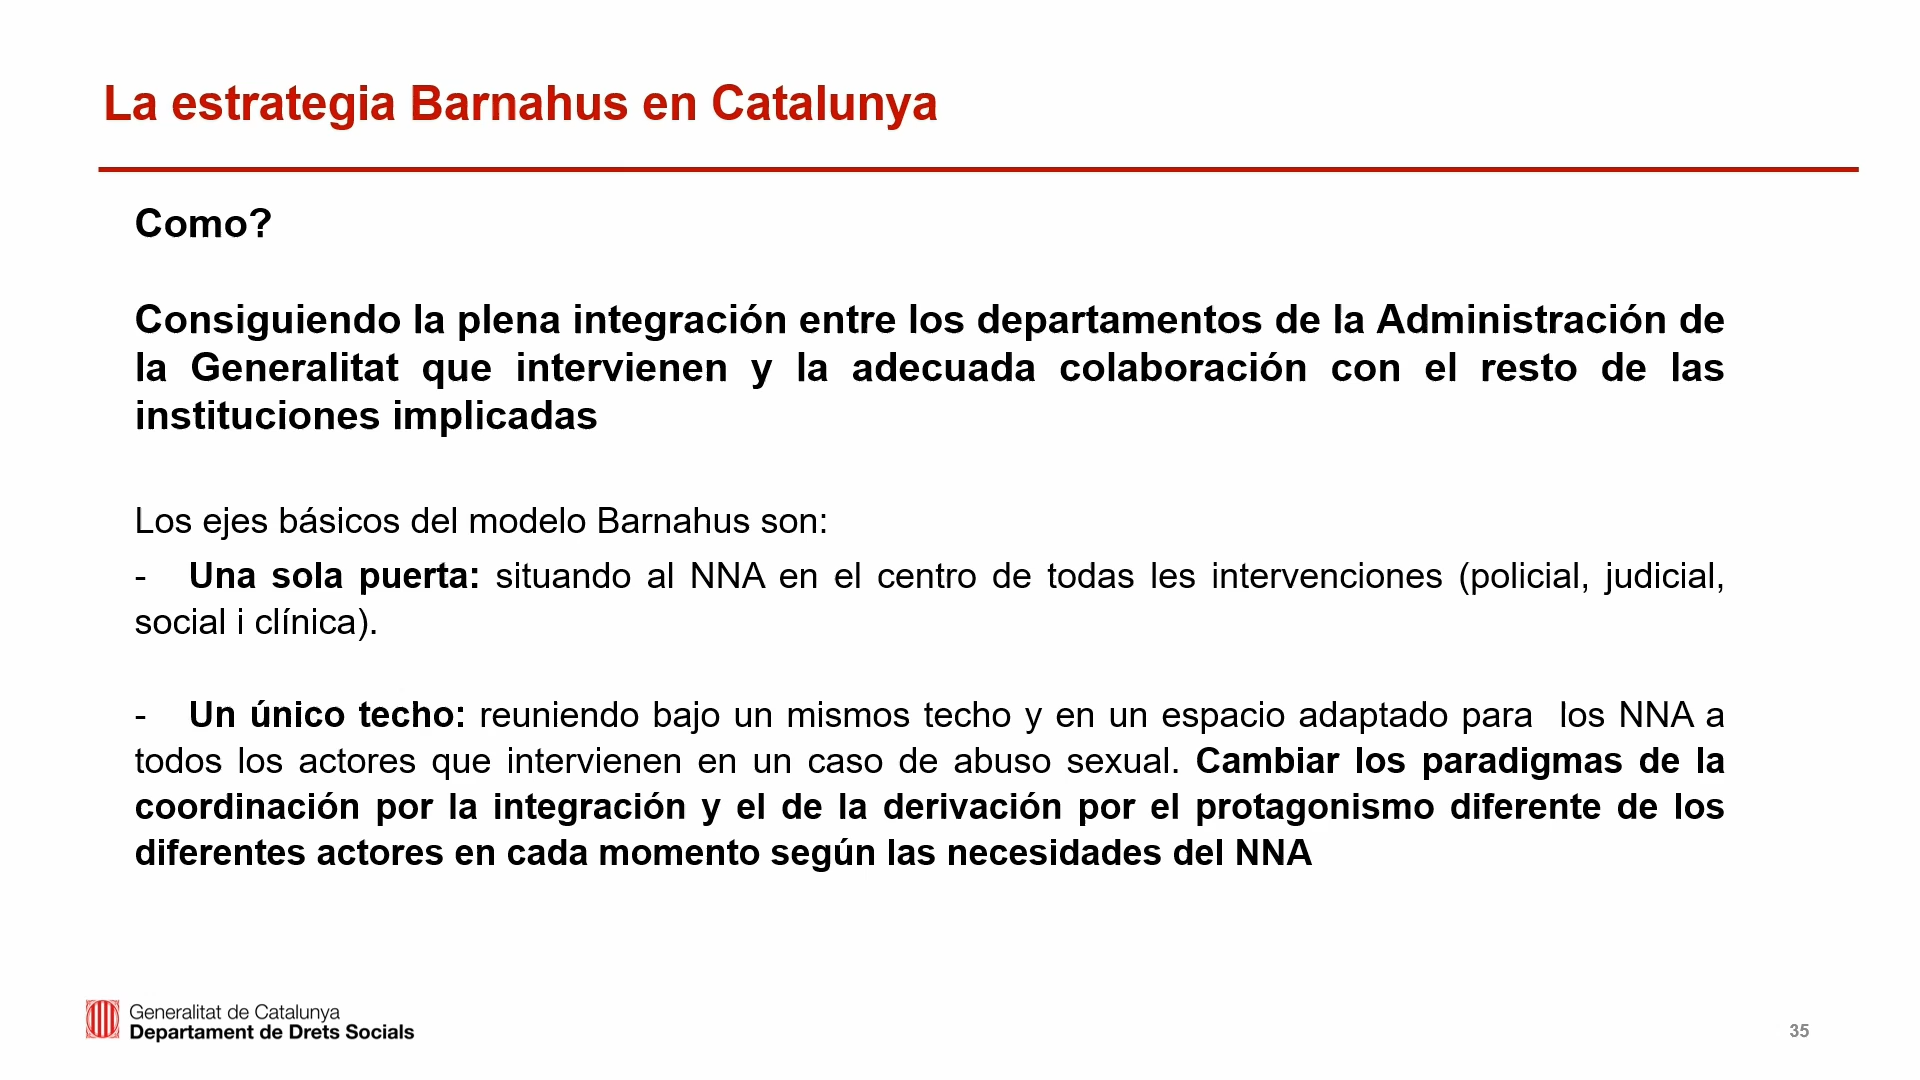 La estrategia Barnahus en Catalunya
Como?
Consiguiendo la plena integración entre los departamentos de la Administración de
la Generalitat que intervienen y la adecuada colaboración con el resto de las
instituciones implicadas
Los ejes básicos del modelo Barnahus son:
- Una sola puerta: situando al NNA en el centro de todas les intervenciones (policial, judicial,
social i clínica).
- Un único techo: reuniendo bajo un mismos techo y en un espacio adaptado para los NNA a
todos los actores que intervienen en un caso de abuso sexual. Cambiar los paradigmas de la
coordinación por la integración y el de la derivación por el protagonismo diferente de los
diferentes actores en cada momento según las necesidades del NNA
Generalitat de Catalunya
Departament de Drets Socials
35